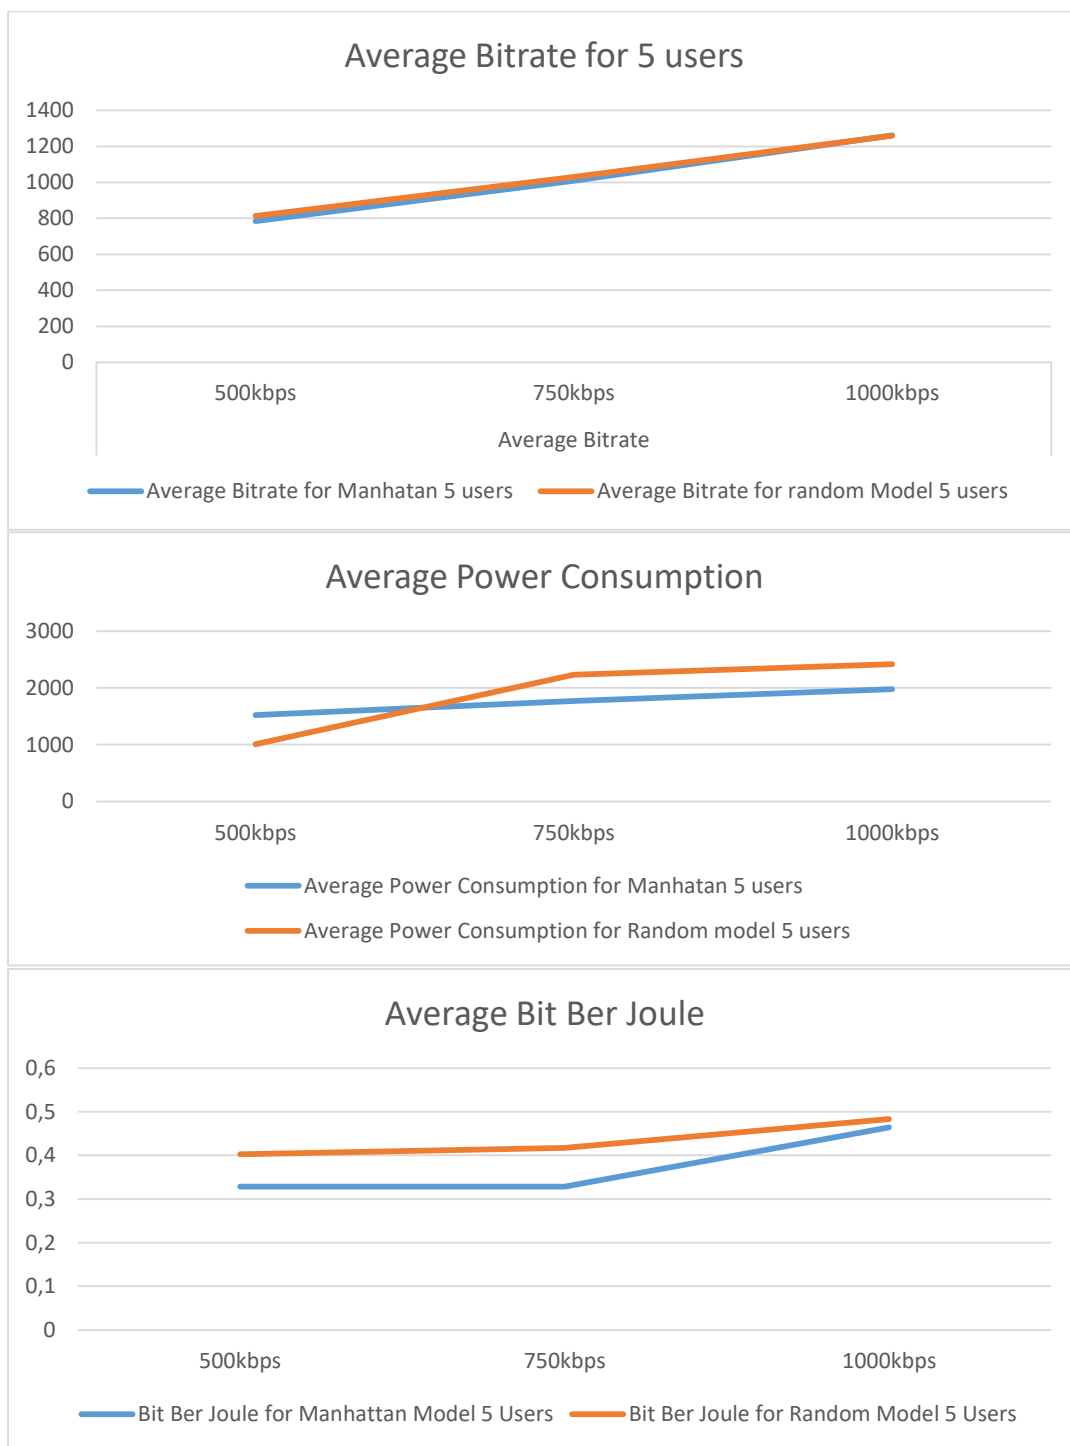 Average Bitrate for 5 users
1400
1200
1000
800
600
400
200
0
500kbps 750kbps 1000kbps
Average Bitrate
Average Bitrate for Manhatan 5 users Average Bitrate for random Model 5 users
Average Power Consumption
3000
2000
1000
0
500kbps 750kbps 1000kbps
Average Power Consumption for Manhatan 5 users
Average Power Consumption for Random model 5 users
Average Bit Ber Joule
0,6
0,5
0,4
0,3
0,2
0,1
0
500kbps 750kbps 1000kbps
Bit Ber Joule for Manhattan Model 5 Users Bit Ber Joule for Random Model 5 Users